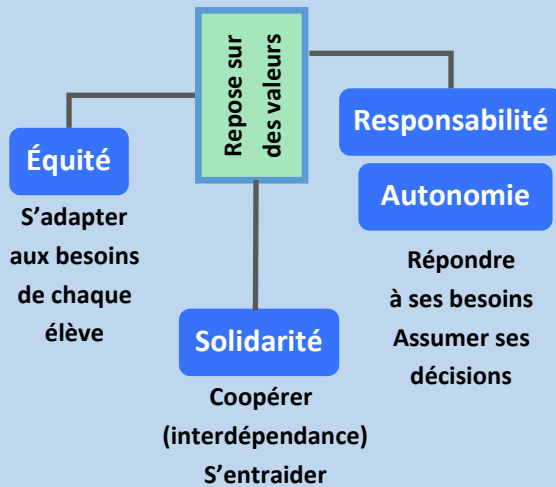 Repose sur
des valeurs
Équité
S’adapter
aux besoins
de chaque
élève
Solidarité
Coopérer
(interdépendance)
S’entraider
Responsabilité
Autonomie
Répondre
à ses besoins
Assumer ses
décisions